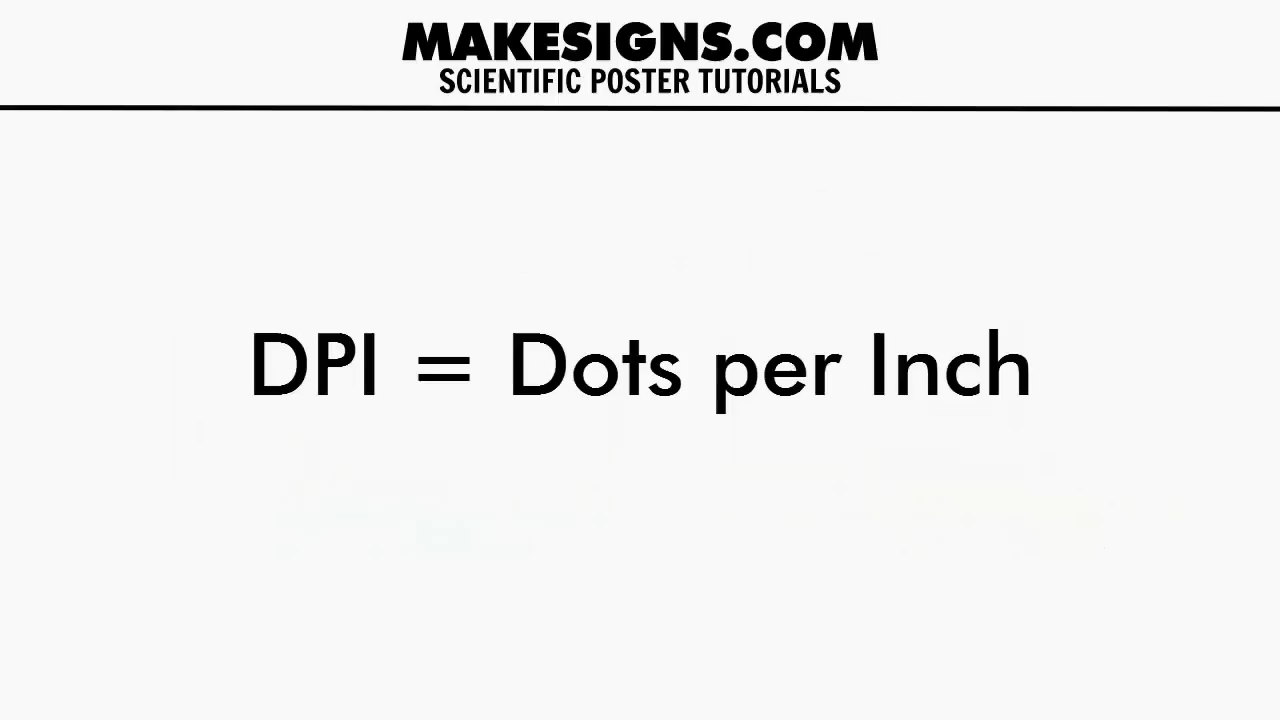 MAKESIGNS.COM
SCIENTIFIC POSTER TUTORIALS
DPI = Dots per Inch